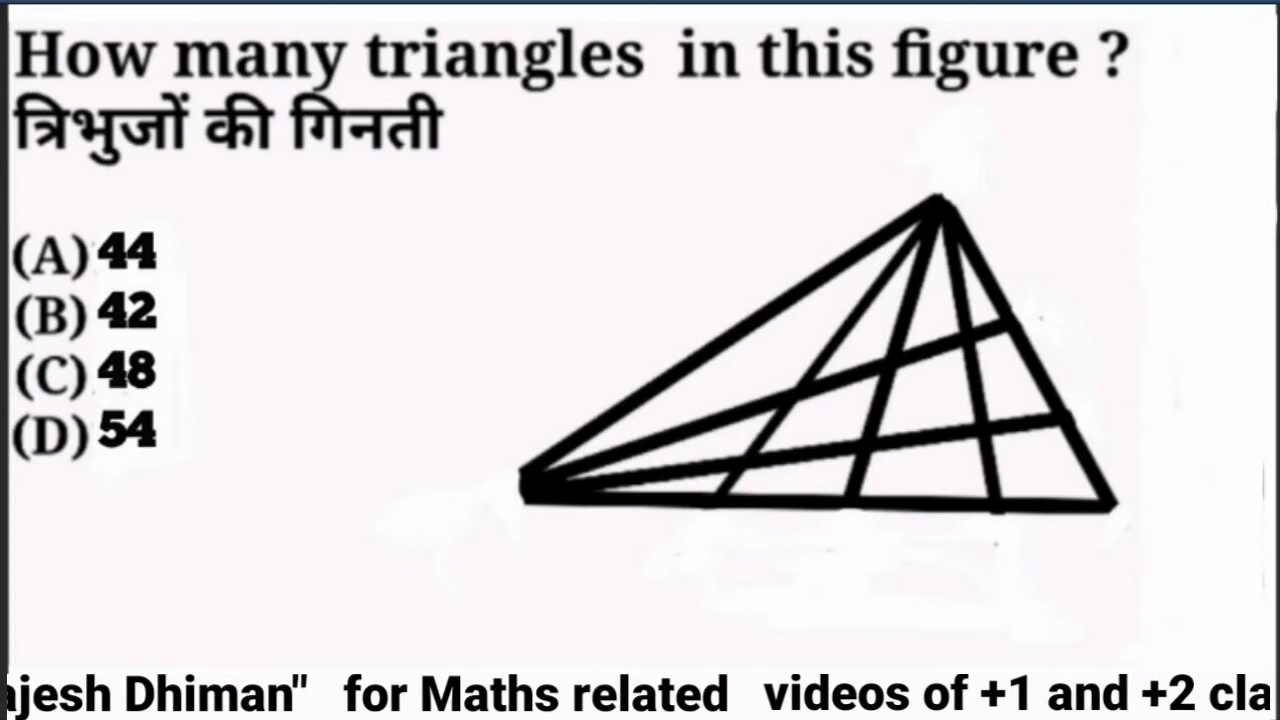 How many triangles in this figure ?
त्रिभुजों की गिनती
(A) 44
(B) 42
(C) 48
(D) 54
ajesh Dhiman" for Maths related videos of +1 and +2 cla